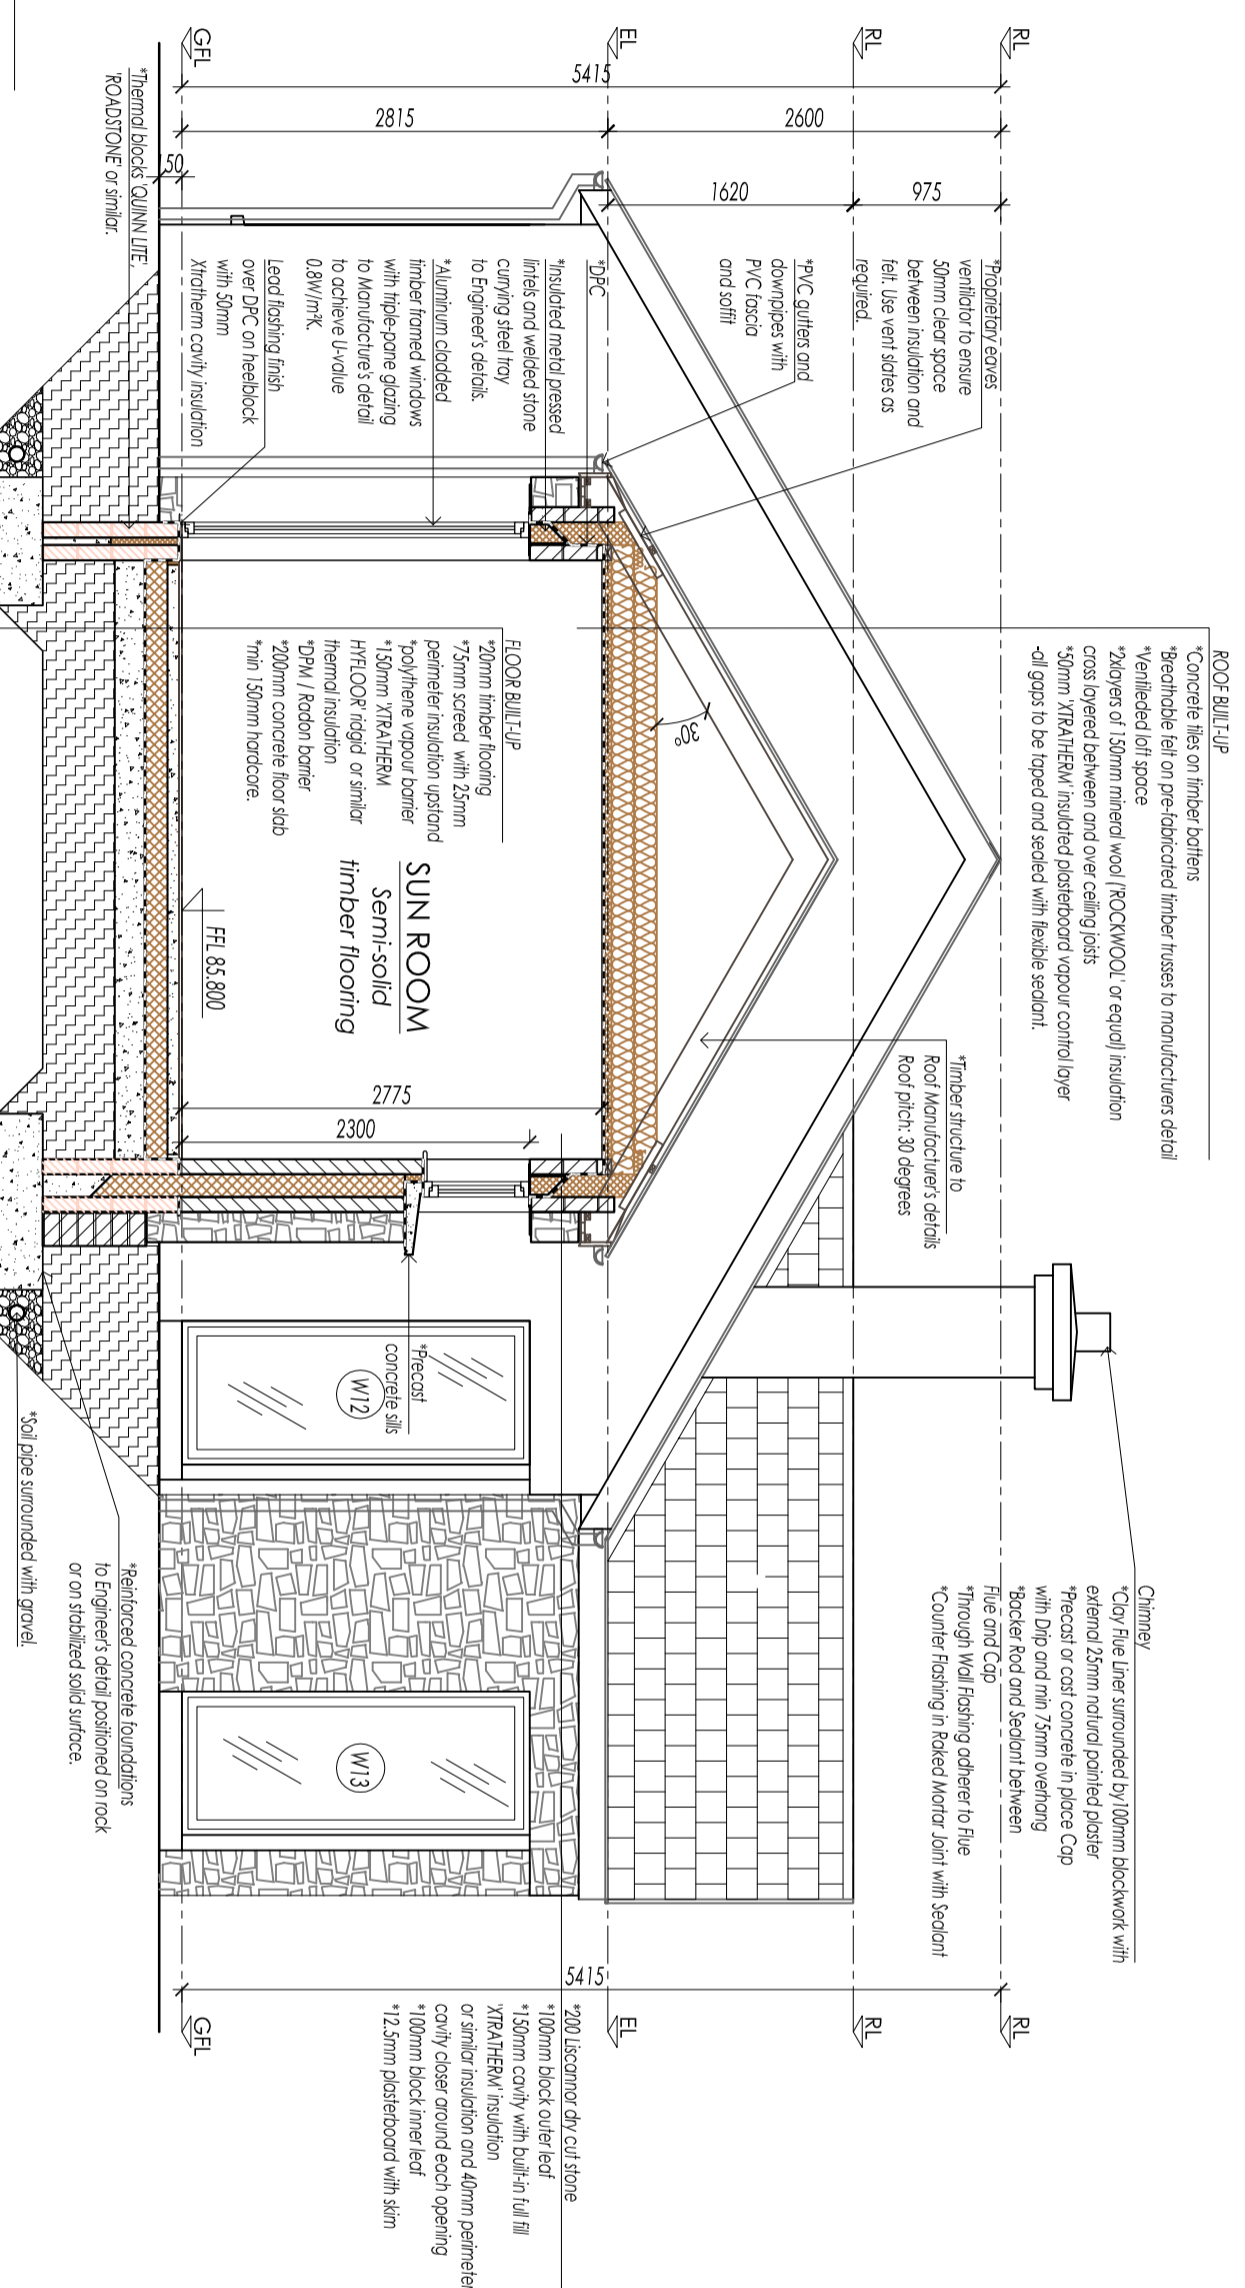 ROOF BUILT-UP
*Concrete tiles on timber battens
*Breathable felt on pre-fabricated timber trusses to manufacturers detail
*Ventileded loft space
*2xlayers of 150mm mineral wool ('ROCKWOOL' or equal) insulation
cross layered between and over ceiling joists
*50mm 'XTRATHERM' insulated plasterboard vapour control layer
-all gaps to be taped and sealed with flexible sealant.
Chimney
*Clay Flue Liner surrounded by100mm blockwork with
external 25mm natural painted plaster
*Precast or cast concrete in place Cap
with Drip and min 75mm overhang
*Backer Rod and Sealant between
Flue and Cap
*Through Wall Flashing adherer to Flue
*Counter Flashing in Raked Mortar Joint with Sealant
RL
RL
EL
GFL
5415
2600
2815
975
1620
150
*Proprietary eaves
ventilator to ensure
50mm clear space
between insulation and
felt. Use vent slates as
required.
*PVC gutters and
downpipes with
PVC fascia
and soffit
*DPC
*Insulated metal pressed
lintels and welded stone
currying steel tray
to Engineer's details.
*Aluminum cladded
timber framed windows
with triple-pane glazing
to Manufacture's detail
to achieve U-value
0.8W/m²K.
Lead flashing finish
over DPC on heelblock
with 50mm
Xtratherm cavity insulation
*Thermal blocks 'QUINN LITE',
'ROADSTONE' or similar.
30°
*Timber structure to
Roof Manufacturer's details
Roof pitch: 30 degrees
FLOOR BUILT-UP
*20mm timber flooring
*75mm screed with 25mm
perimeter insulation upstand
*polythene vapour barrier
*150mm 'XTRATHERM
HYFLOOR' ridgid or similar
thermal insulation
*DPM / Radon barrier
*200mm concrete floor slab
*min 150mm hardcore.
SUN ROOM
Semi-solid
timber flooring
FFL 85.800
2775
2300
*Precast
concrete sills
W12
W13
*Reinforced concrete foundations
to Engineer's detail positioned on rock
or on stabilized solid surface.
*Soil pipe surrounded with gravel.
RL
RL
EL
GFL
5415
*200 Liscannor dry cut stone
*100mm block outer leaf
*150mm cavity with built-in full fill
'XTRATHERM' insulation
or similar insulation and 40mm perimeter
cavity closer around each opening
*100mm block inner leaf
*12.5mm plasterboard with skim